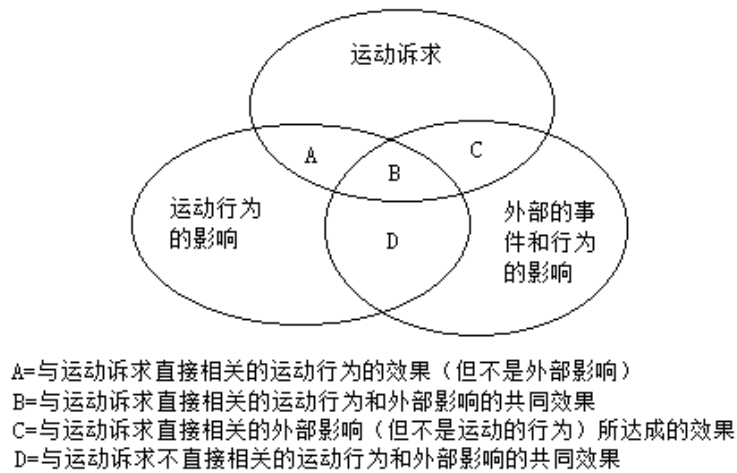 运动诉求
A
B
C
运动行为
的影响
外部的事
件和行为
的影响
D
A=与运动诉求直接相关的运动行为的效果（但不是外部影响）
B=与运动诉求直接相关的运动行为和外部影响的共同效果
C=与运动诉求直接相关的外部影响（但不是运动的行为）所达成的效果
D=与运动诉求不直接相关的运动行为和外部影响的共同效果